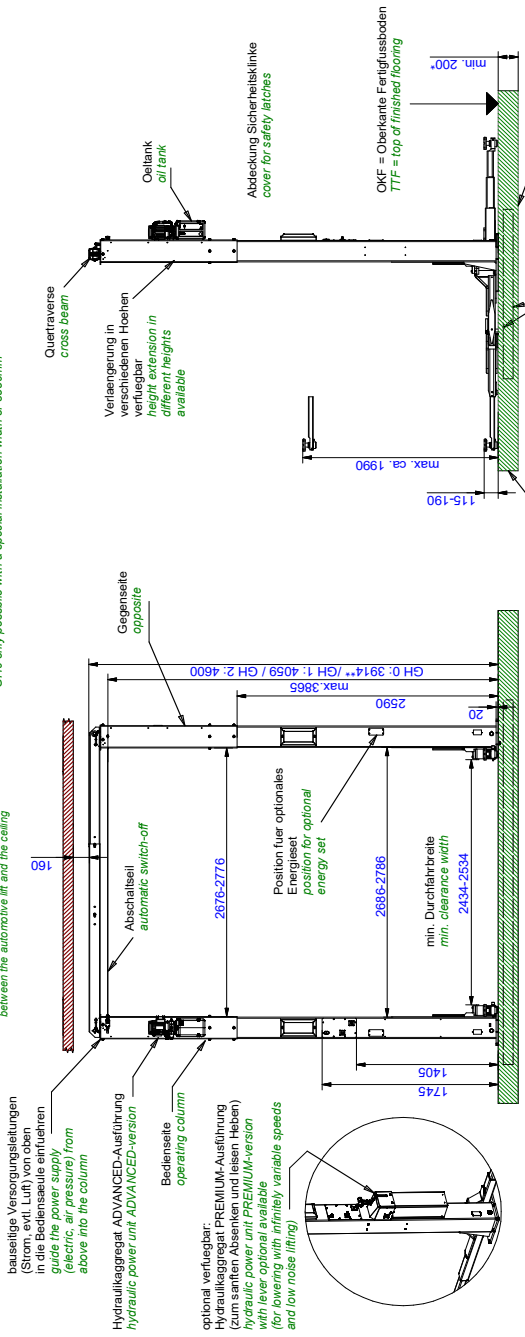 between the automotive lift and the ceiling
160
bauseitige Versorgungsleitungen
(Strom, evtl. Luft) von oben
in die Bediensaeule einfuehren
guide the power supply
(electric, air pressure) from
above into the column
Hydraulikaggregat ADVANCED-Ausführung
hydraulic power unit ADVANCED-version
Bedienseite
operating column
optional verfuegbar:
Hydraulikaggregat PREMIUM-Ausführung
(zum sanften Absenken und leisen Heben)
hydraulic power unit PREMIUM-version
with lever optional available
(for lowering with infinitely variable speeds
and low noise lifting)
Abschaltseil
automatic switch-off
2676-2776
Position fuer optionales
Energieset
position for optional
energy set
2686-2786
min. Durchfahrbreite
min. clearance width
2434-2534
1745
1405
Gegenseite
opposite
GH 0: 3914** /GH 1: 4059 / GH 2: 4600
max.3865
2590
20
Quertraverse
cross beam
Verlaengerung in
verschiedenen Hoehen
verfuegbar
height extension in
different heights
available
Oeltank
oil tank
Abdeckung Sicherheitsklinke
cover for safety latches
max. ca. 1990
115-190
OKF = Oberkante Fertigfussboden
TTF = top of finished flooring
min. 200*